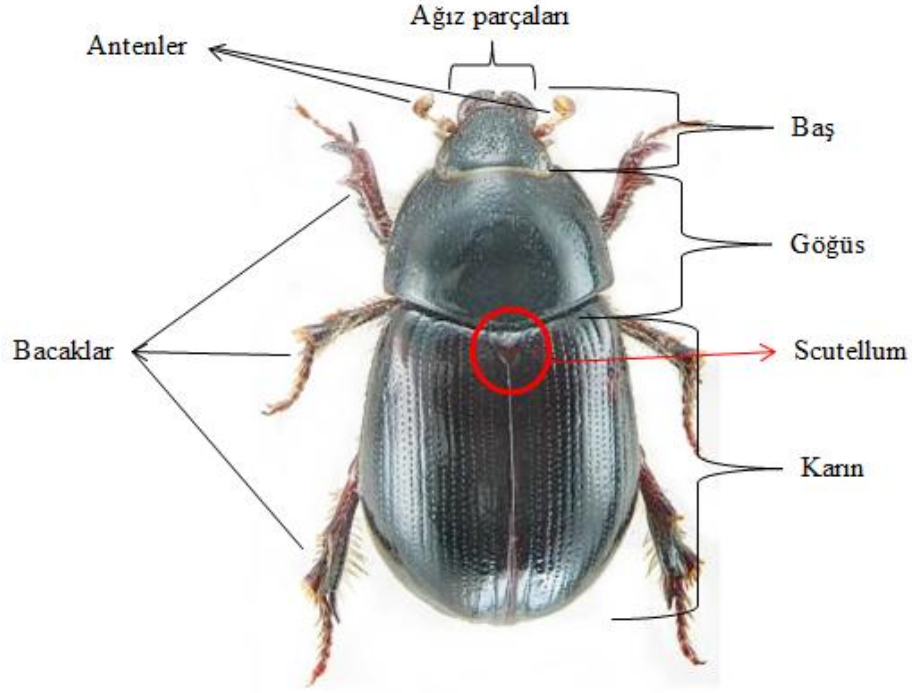 Ağız parçaları
Antenler
Baş
Göğüs
Bacaklar
Scutellum
Karın